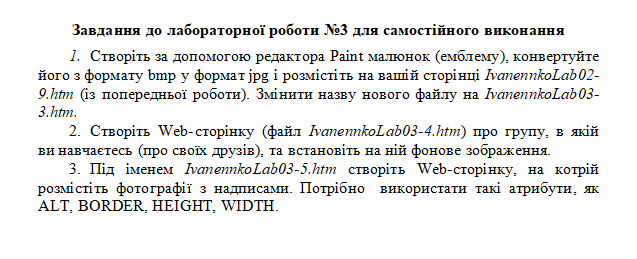 Завдання до лабораторної роботи №3 для самостійного виконання
1. Створіть за допомогою редактора Paint малюнок (емблему), конвертуйте
його з формату bmp у формат jpg і розмістіть на вашій сторінці IvanennkoLab02-
9.htm (із попередньої роботи). Змінити назву нового файлу на IvanennkoLab03-
3.htm.
2. Створіть Web-сторінку (файл IvanennkoLab03-4.htm) про групу, в якій
ви навчаєтесь (про своїх друзів), та встановіть на ній фонове зображення.
3. Під іменем IvanennkoLab03-5.htm створіть Web-сторінку, на котрій
розмістіть фотографії з надписами. Потрібно використати такі атрибути, як
ALT, BORDER, HEIGHT, WIDTH.